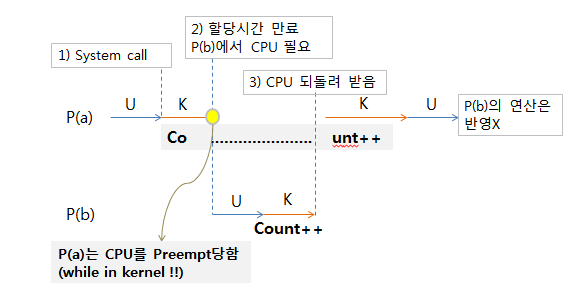 2) 할당시간 만료
P(b)에서 CPU 필요
1) System call
3) CPU 되돌려 받음
U K K U
P(a)
P(b)의 연산은
반영X
Co ...................... unt++
U K
P(b)
Count++
P(a)는 CPU를 Preempt당함
(while in kernel !!)